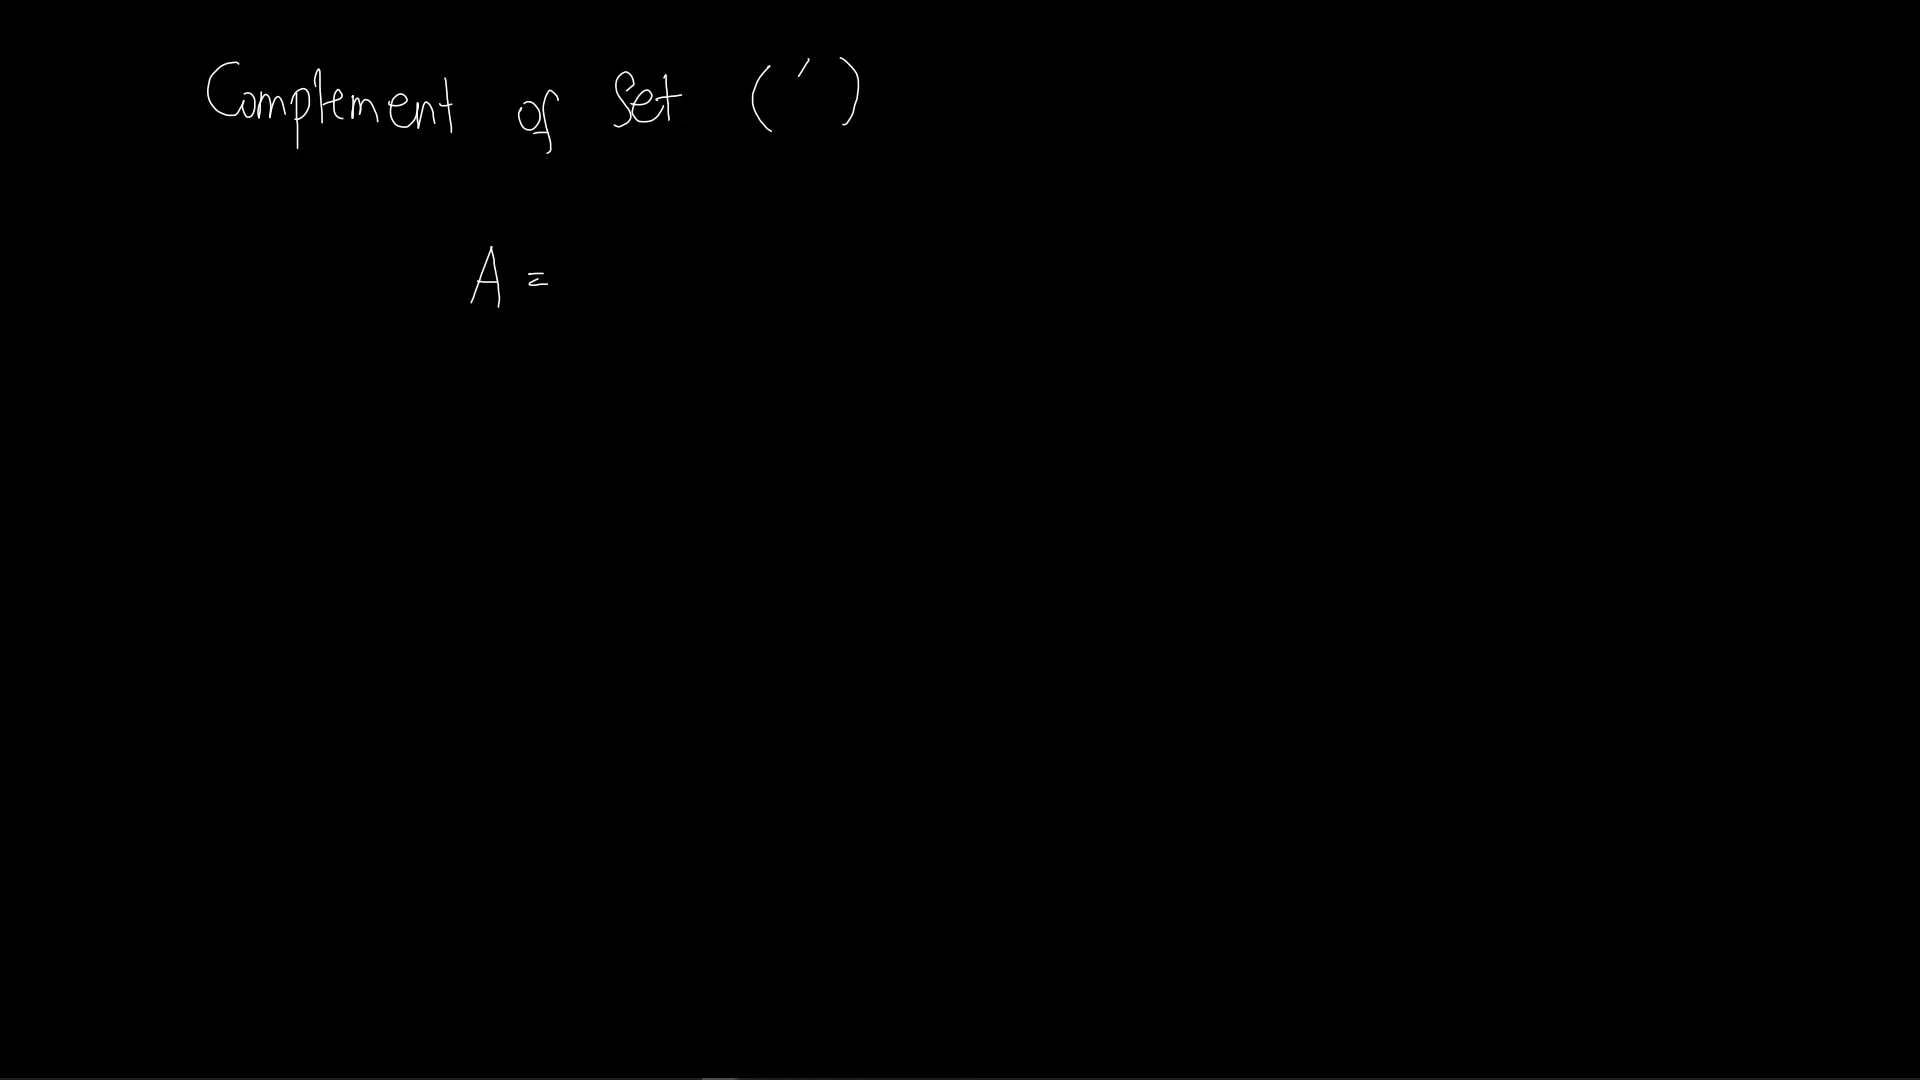 Complement of Set (')
A =